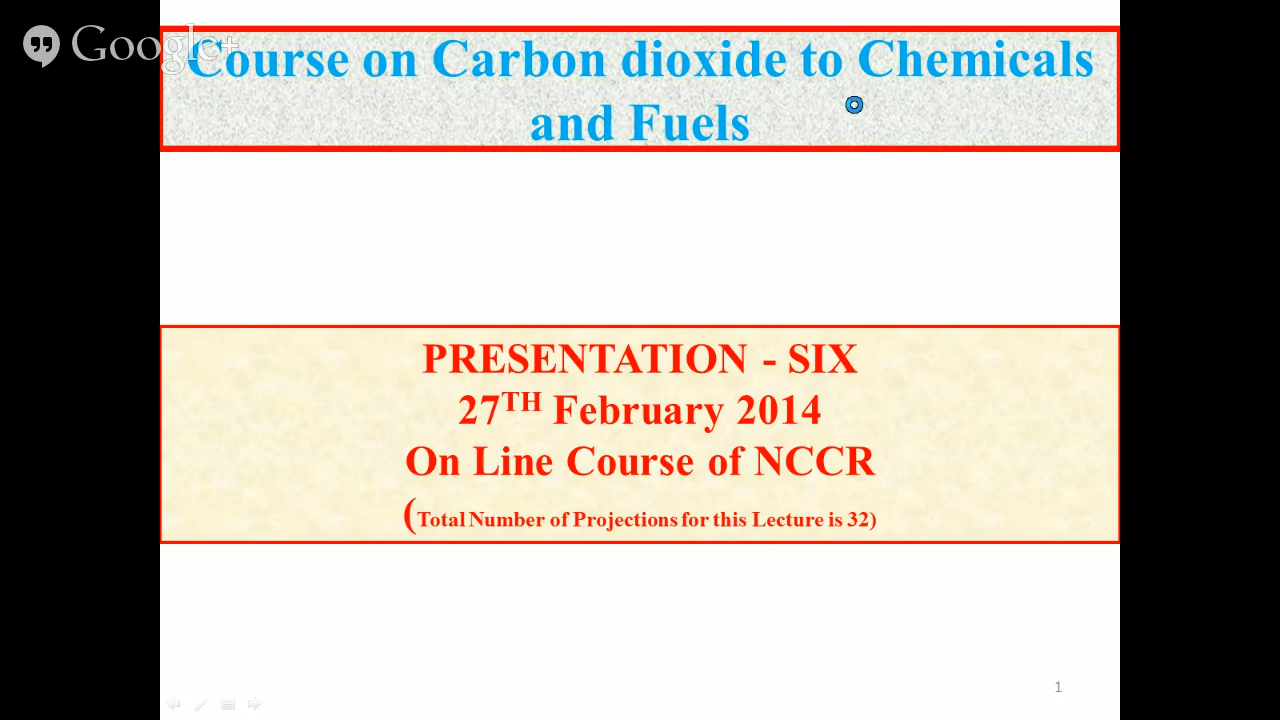 Google+
Course on Carbon dioxide to Chemicals
and Fuels
PRESENTATION - SIX
27TH February 2014
On Line Course of NCCR
(Total Number of Projections for this Lecture is 32)
1